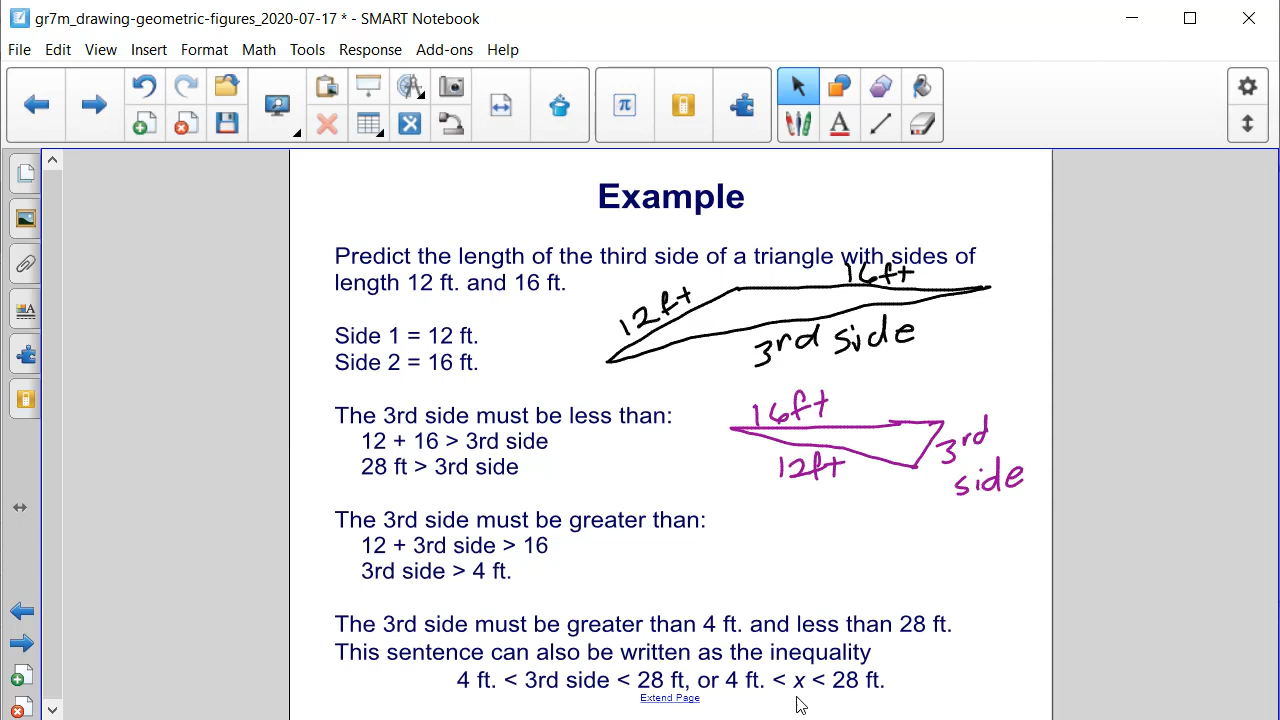 gr7m_drawing-geometric-figures_2020-07-17 * - SMART Notebook
File Edit View Insert Format Math Tools Response Add-ons Help
Example
Predict the length of the third side of a triangle with sides of
length 12 ft. and 16 ft.
16ft
12ft
3rd side
Side 1 = 12 ft.
Side 2 = 16 ft.
The 3rd side must be less than:
12 + 16 > 3rd side
28 ft > 3rd side
16ft
12ft
3rd
side
The 3rd side must be greater than:
12 + 3rd side > 16
3rd side > 4 ft.
The 3rd side must be greater than 4 ft. and less than 28 ft.
This sentence can also be written as the inequality
4 ft. < 3rd side < 28 ft, or 4 ft. < x < 28 ft.
Extend Page